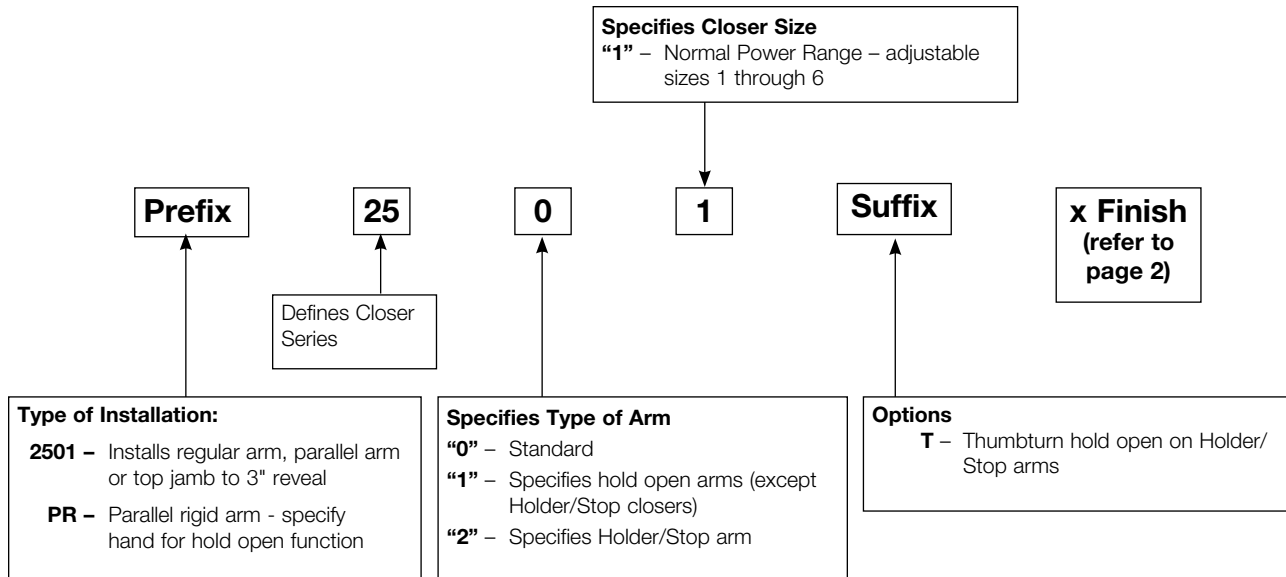 Specifies Closer Size
“1” – Normal Power Range – adjustable
sizes 1 through 6
Prefix
25
0
1
Suffix
x Finish
(refer to
page 2)
Defines Closer
Series
Type of Installation:
2501 – Installs regular arm, parallel arm
or top jamb to 3" reveal
PR – Parallel rigid arm - specify
hand for hold open function
Specifies Type of Arm
“0” – Standard
“1” – Specifies hold open arms (except
Holder/Stop closers)
“2” – Specifies Holder/Stop arm
Options
T – Thumbturn hold open on Holder/
Stop arms